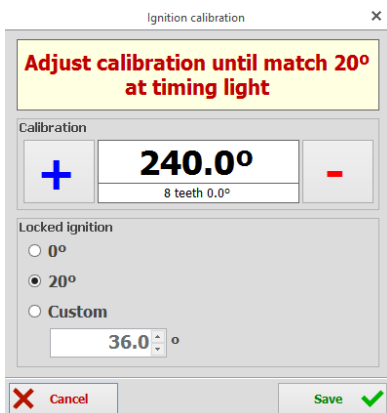 Ignition calibration
Adjust calibration until match 20º
at timing light
Calibration
+
240.0º
-
8 teeth 0.0º
Locked ignition
0º
20º
Custom
36.0 º
Cancel
Save